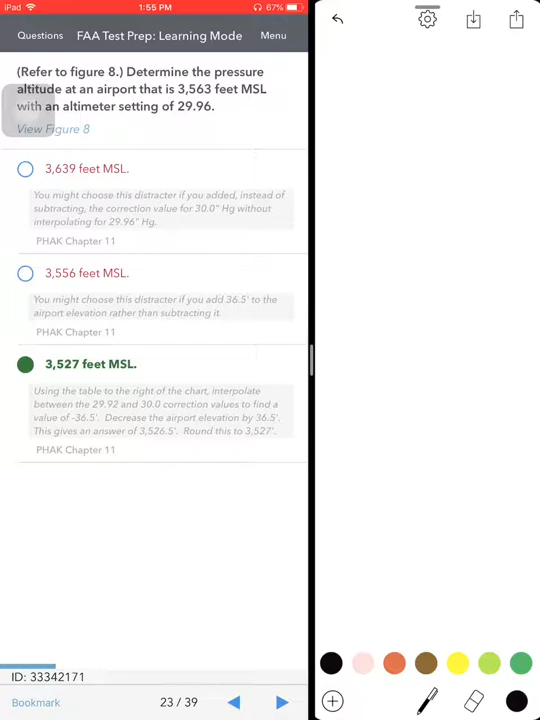 iPad 1:55 PM 67%
Questions FAA Test Prep: Learning Mode Menu
(Refer to figure 8.) Determine the pressure
altitude at an airport that is 3,563 feet MSL
with an altimeter setting of 29.96.
View Figure 8
3,639 feet MSL.
You might choose this distracter if you added, instead of
subtracting, the correction value for 30.0" Hg without
interpolating for 29.96" Hg.
PHAK Chapter 11
3,556 feet MSL.
You might choose this distracter if you add 36.5' to the
airport elevation rather than subtracting it.
PHAK Chapter 11
3,527 feet MSL.
Using the table to the right of the chart, interpolate
between the 29.92 and 30.0 correction values to find a
value of -36.5'. Decrease the airport elevation by 36.5'.
This gives an answer of 3,526.5'. Round this to 3,527'.
PHAK Chapter 11
ID: 33342171
Bookmark 23 / 39